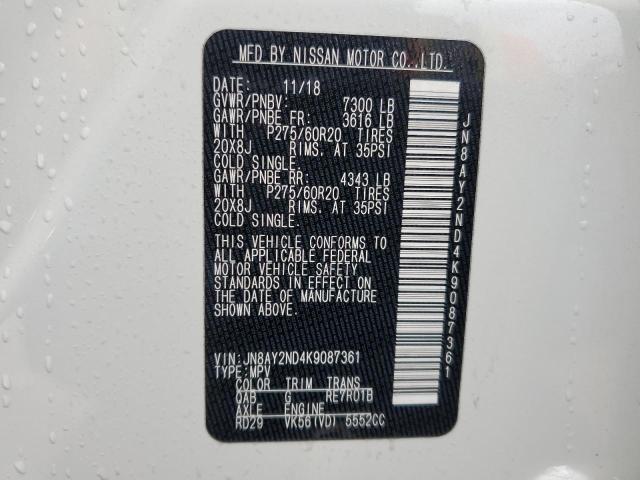 MFD BY NISSAN MOTOR CO.,LTD.
DATE: 11/18
GVWR/PNBV: 7300 LB
GAWR/PNBE FR: 3616 LB
WITH P275/60R20 TIRES
20X8J RIMS. AT 35PSI
COLD SINGLE.
GAWR/PNBE RR: 4343 LB
WITH P275/60R20 TIRES
20X8J RIMS. AT 35PSI
COLD SINGLE.
THIS VEHICLE CONFORMS TO
ALL APPLICABLE FEDERAL
MOTOR VEHICLE SAFETY
STANDARDS IN EFFECT ON
THE DATE OF MANUFACTURE
SHOWN ABOVE.
VIN:JN8AY2ND4K9087361
TYPE:MPV
COLOR TRIM TRANS
QAB G RE7R01B
AXLE ENGINE
RD29 VK56(VD) 5552CC
JN8AY2ND4K9087361